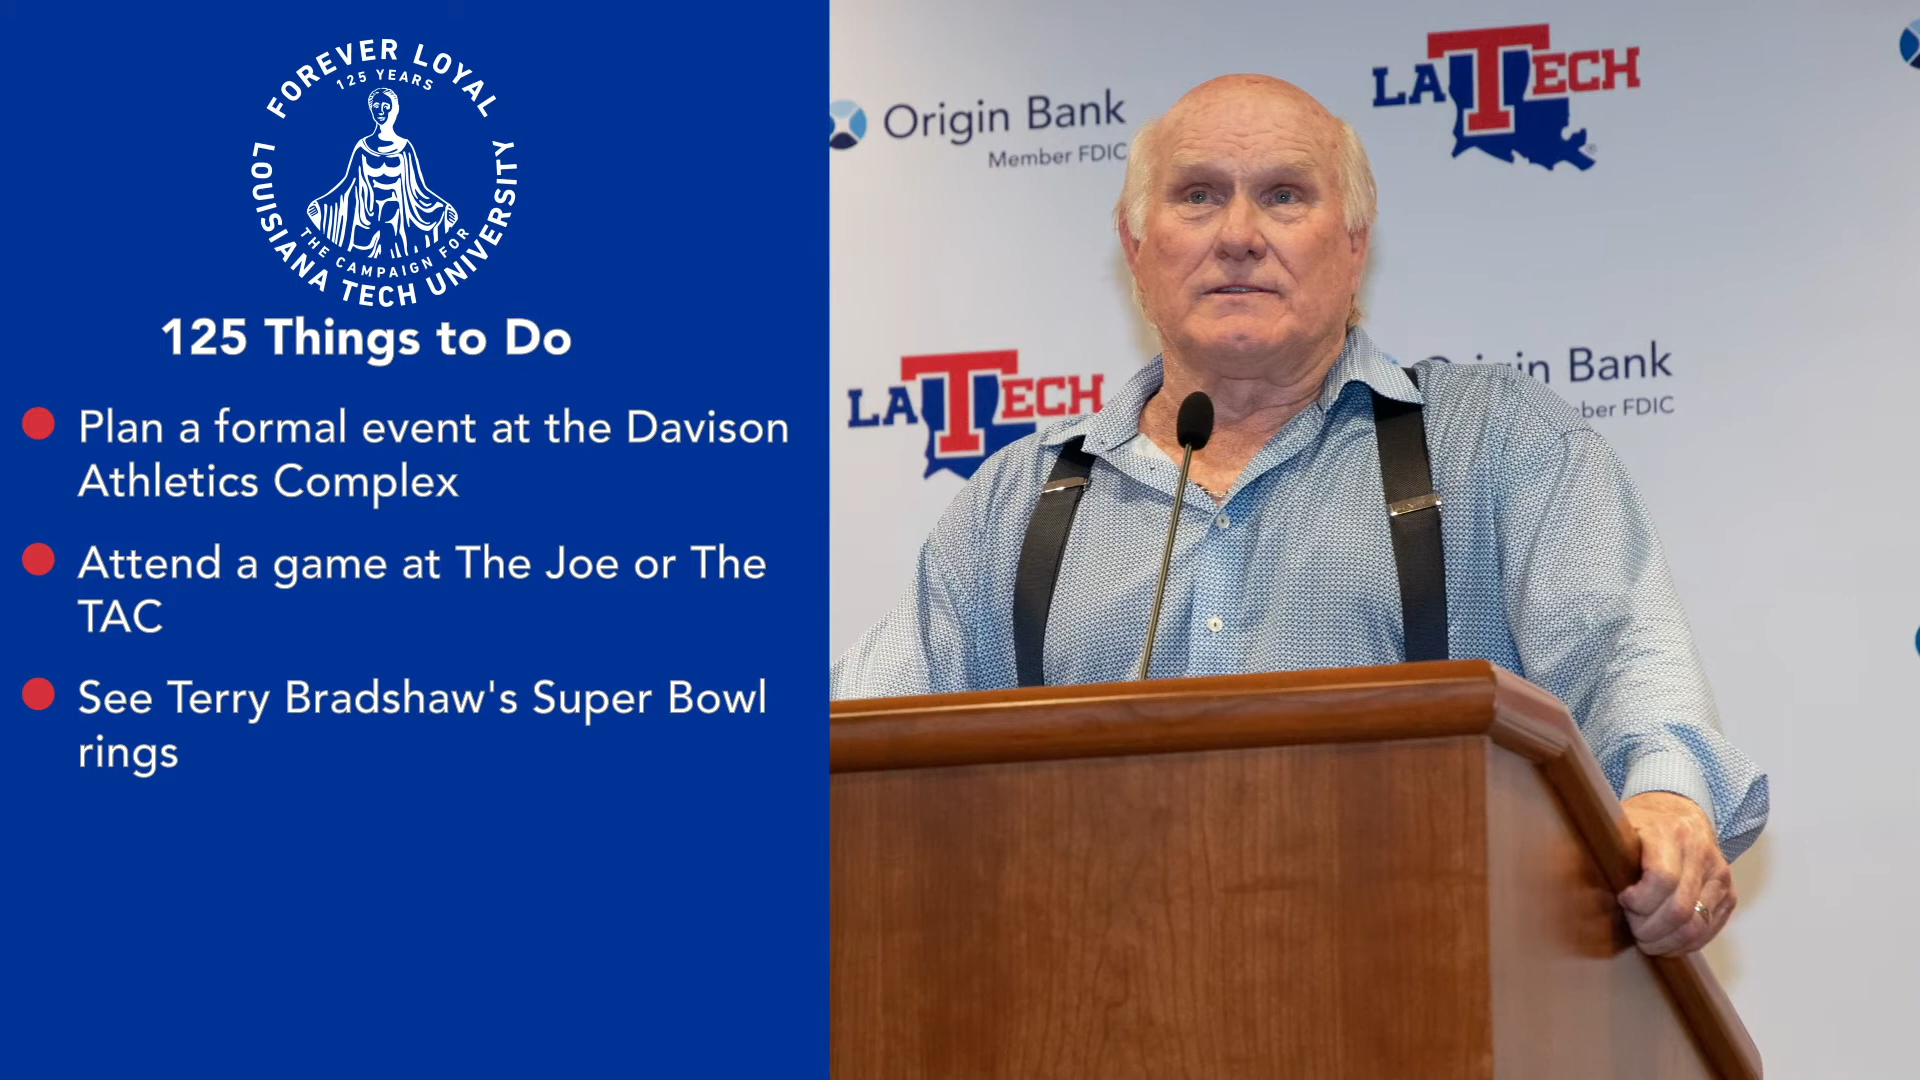 FOREVER LOYAL
125 YEARS
THE CAMPAIGN FOR
LOUISIANA TECH UNIVERSITY
125 Things to Do
Plan a formal event at the Davison
Athletics Complex
Attend a game at The Joe or The
TAC
See Terry Bradshaw's Super Bowl
rings
Origin Bank
Member FDIC
LA TECH
®
LA TECH
Origin Bank
ber FDIC